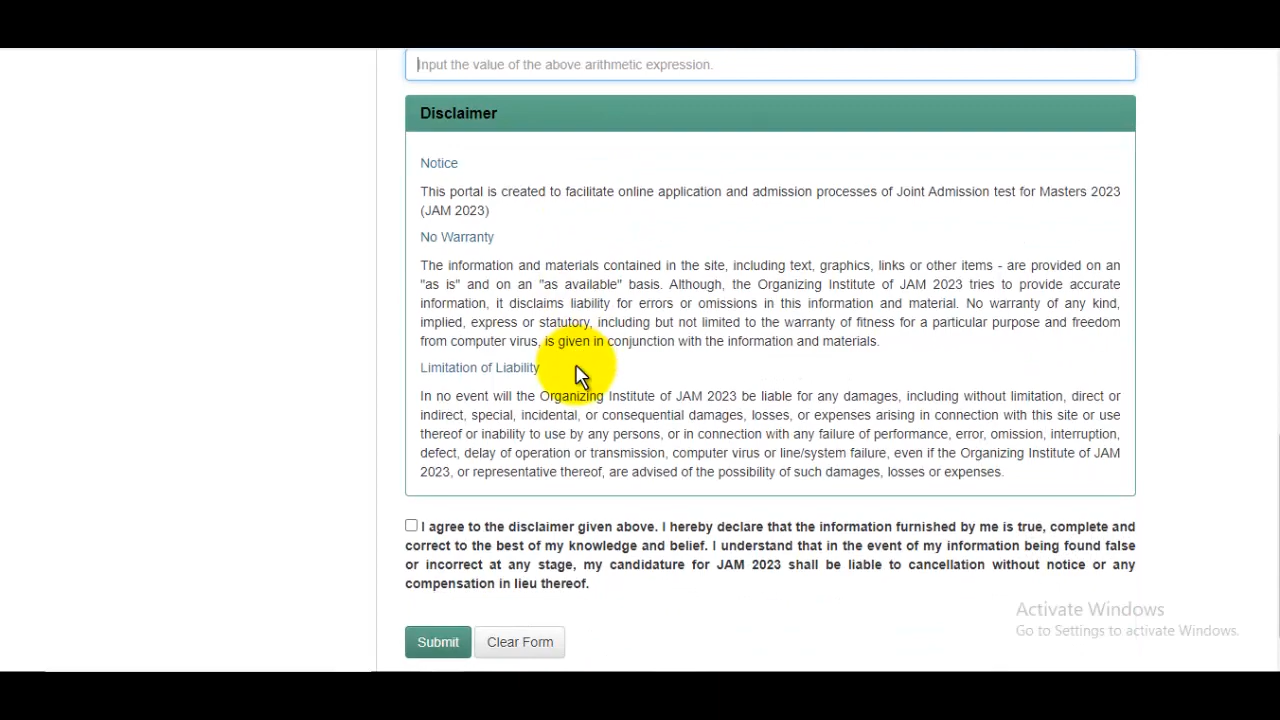 Input the value of the above arithmetic expression.
Disclaimer
Notice
This portal is created to facilitate online application and admission processes of Joint Admission test for Masters 2023
(JAM 2023)
No Warranty
The information and materials contained in the site, including text, graphics, links or other items - are provided on an
"as is" and on an "as available" basis. Although, the Organizing Institute of JAM 2023 tries to provide accurate
information, it disclaims liability for errors or omissions in this information and material. No warranty of any kind,
implied, express or statutory, including but not limited to the warranty of fitness for a particular purpose and freedom
from computer virus, is given in conjunction with the information and materials.
Limitation of Liability
In no event will the Organizing Institute of JAM 2023 be liable for any damages, including without limitation, direct or
indirect, special, incidental, or consequential damages, losses, or expenses arising in connection with this site or use
thereof or inability to use by any persons, or in connection with any failure of performance, error, omission, interruption,
defect, delay of operation or transmission, computer virus or line/system failure, even if the Organizing Institute of JAM
2023, or representative thereof, are advised of the possibility of such damages, losses or expenses.
I agree to the disclaimer given above. I hereby declare that the information furnished by me is true, complete and
correct to the best of my knowledge and belief. I understand that in the event of my information being found false
or incorrect at any stage, my candidature for JAM 2023 shall be liable to cancellation without notice or any
compensation in lieu thereof.
Activate Windows
Go to Settings to activate Windows.
Submit Clear Form